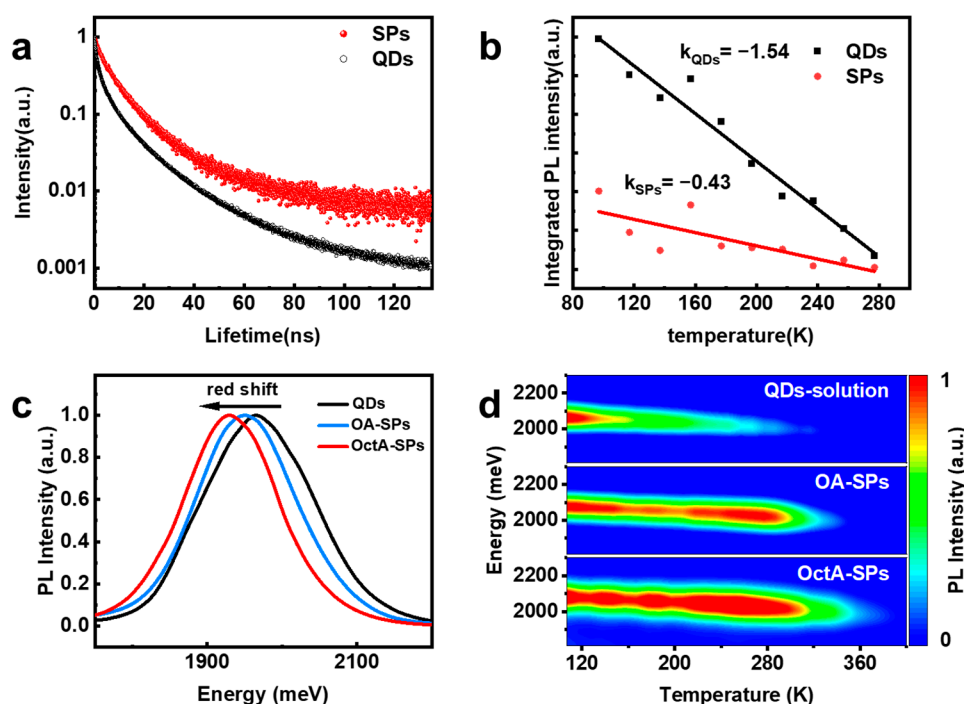 a
SPs
QDs
1
0.1
0.01
0.001
Intensity(a.u.)
0 20 40 60 80 100 120
Lifetime(ns)
b
k_QDs = −1.54
QDs
SPs
k_SPs = −0.43
Integrated PL intensity(a.u.)
80 120 160 200 240 280
temperature(K)
c
red shift
QDs
OA-SPs
OctA-SPs
1.0
0.8
0.6
0.4
0.2
0.0
PL Intensity (a.u.)
1900 2100
Energy (meV)
d
QDs-solution
2200
2000
OA-SPs
2200
2000
OctA-SPs
2200
2000
Energy (meV)
120 200 280 360
Temperature (K)
1
0
PL Intensity (a.u.)